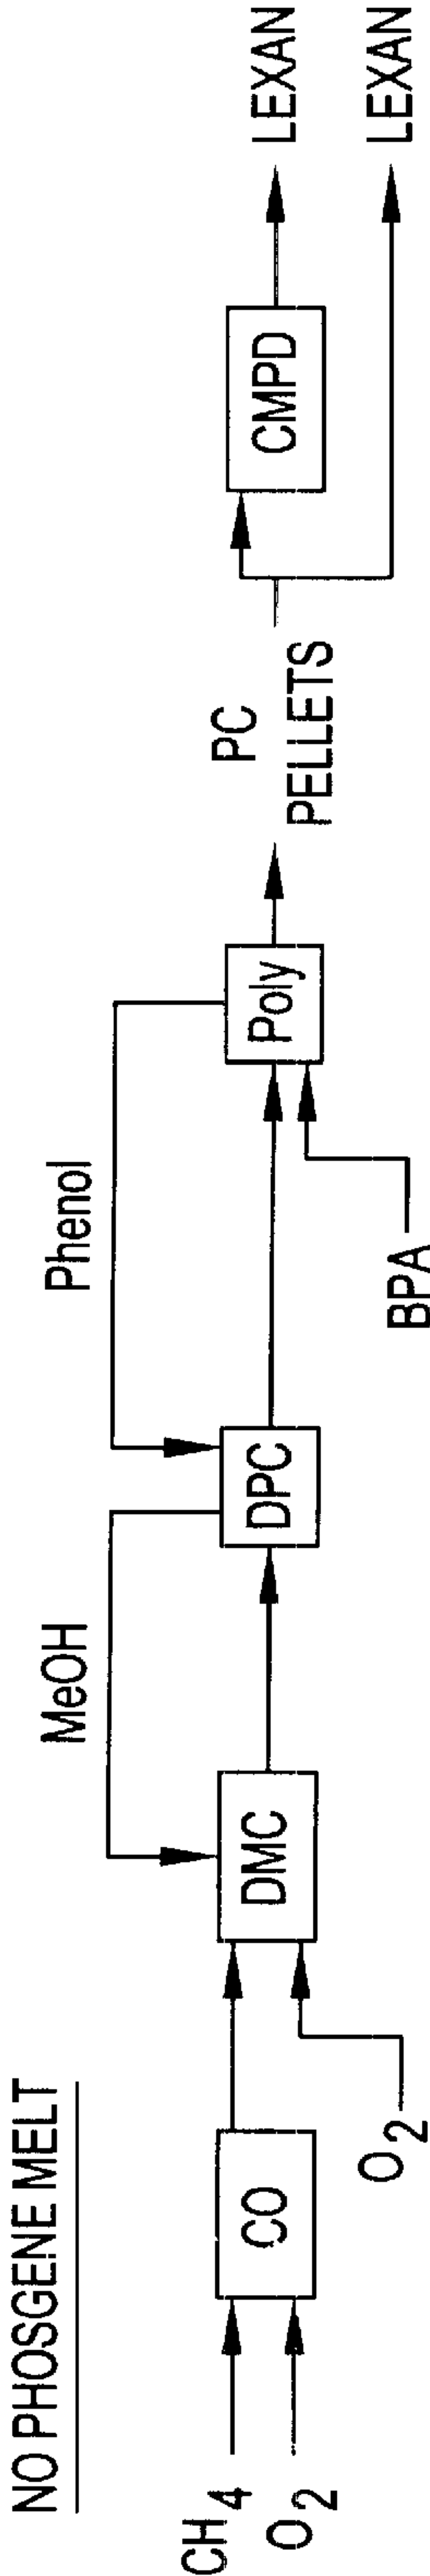 NO PHOSGENE MELT
CH4
O2
CO
O2
DMC
MeOH
DPC
Phenol
BPA
Poly
PC
PELLETS
CMPD
LEXAN
LEXAN